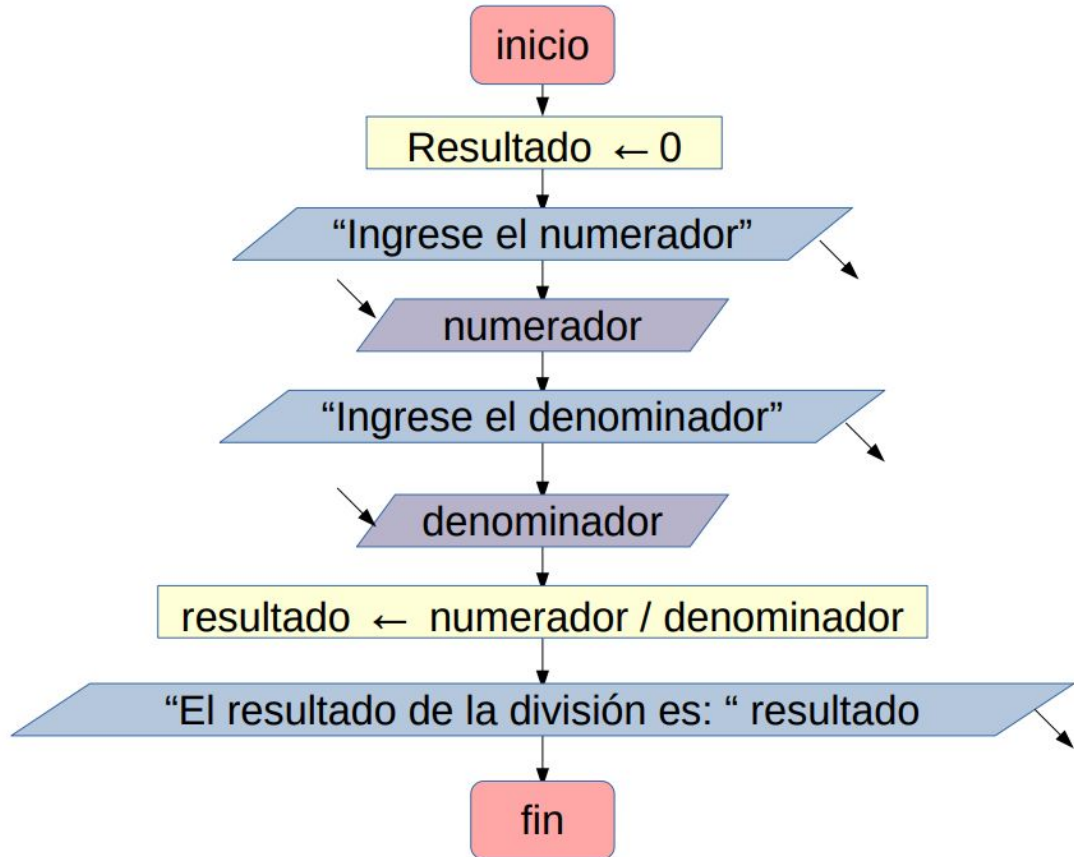 inicio
Resultado ← 0
“Ingrese el numerador”
numerador
“Ingrese el denominador”
denominador
resultado ← numerador / denominador
“El resultado de la división es: “ resultado
fin